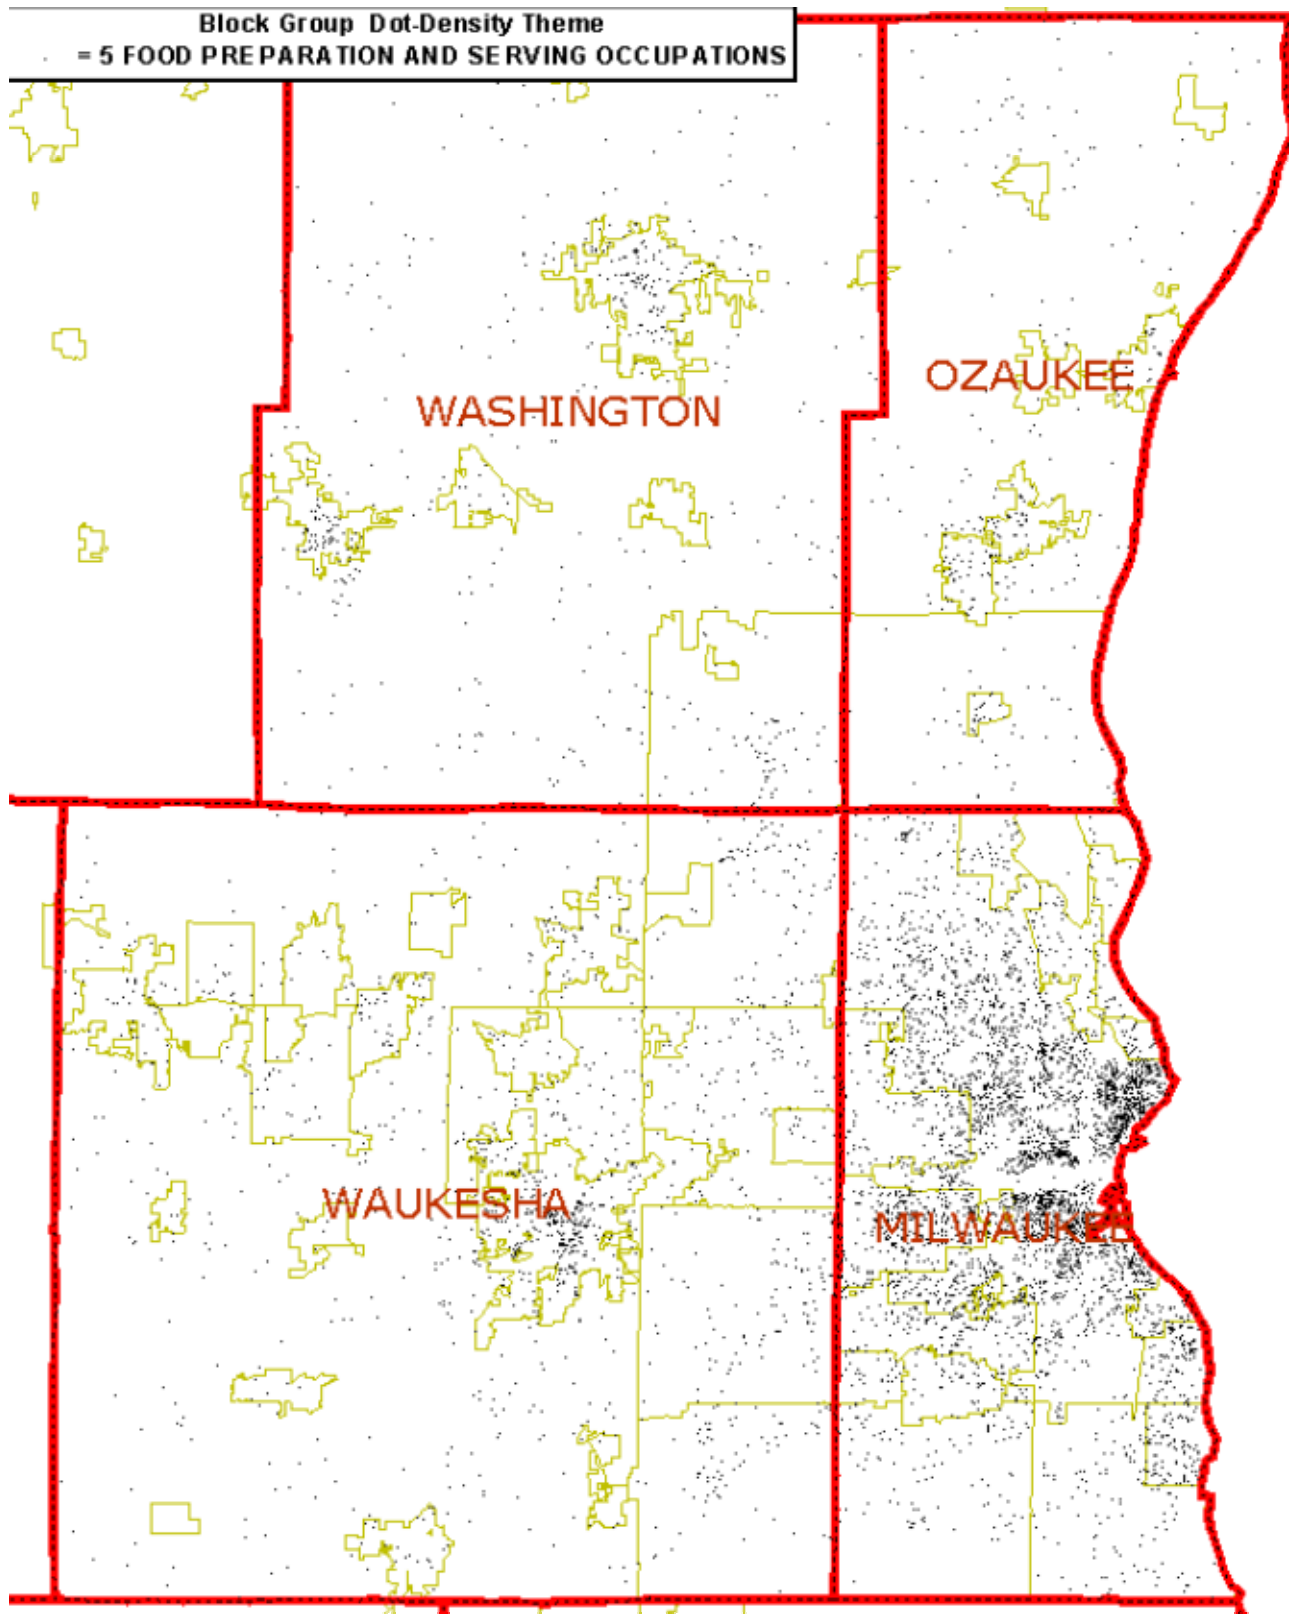 Block Group Dot-Density Theme
= 5 FOOD PREPARATION AND SERVING OCCUPATIONS
OZAUKEE
WASHINGTON
WAUKESHA
MILWAUKEE